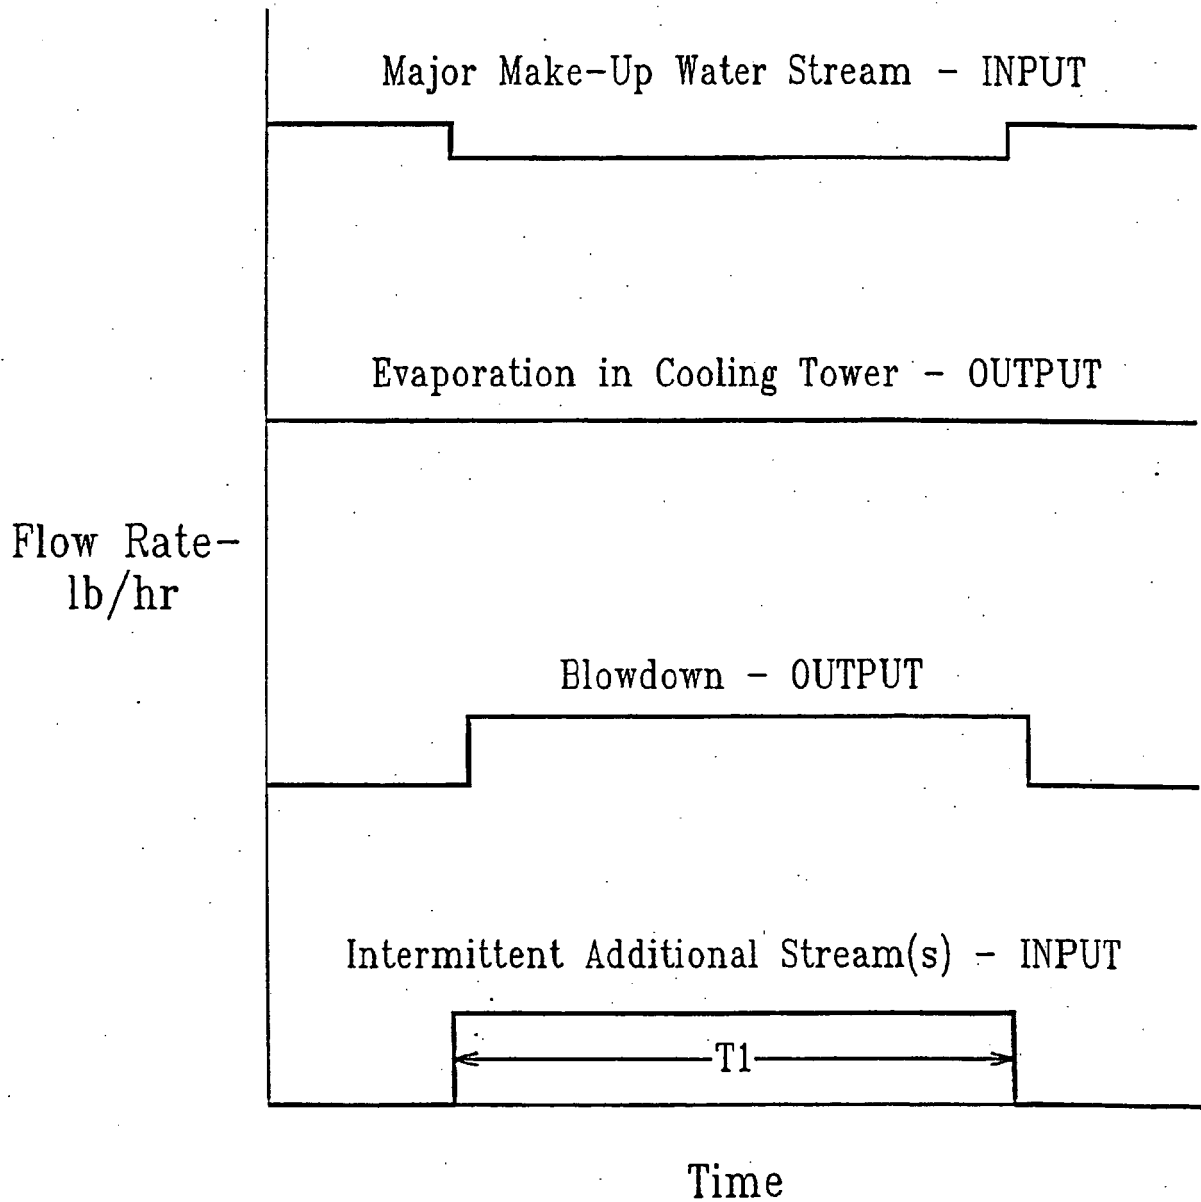 Major Make-Up Water Stream - INPUT
Evaporation in Cooling Tower - OUTPUT
Flow Rate-
lb/hr
Blowdown - OUTPUT
Intermittent Additional Stream(s) - INPUT
T1
Time